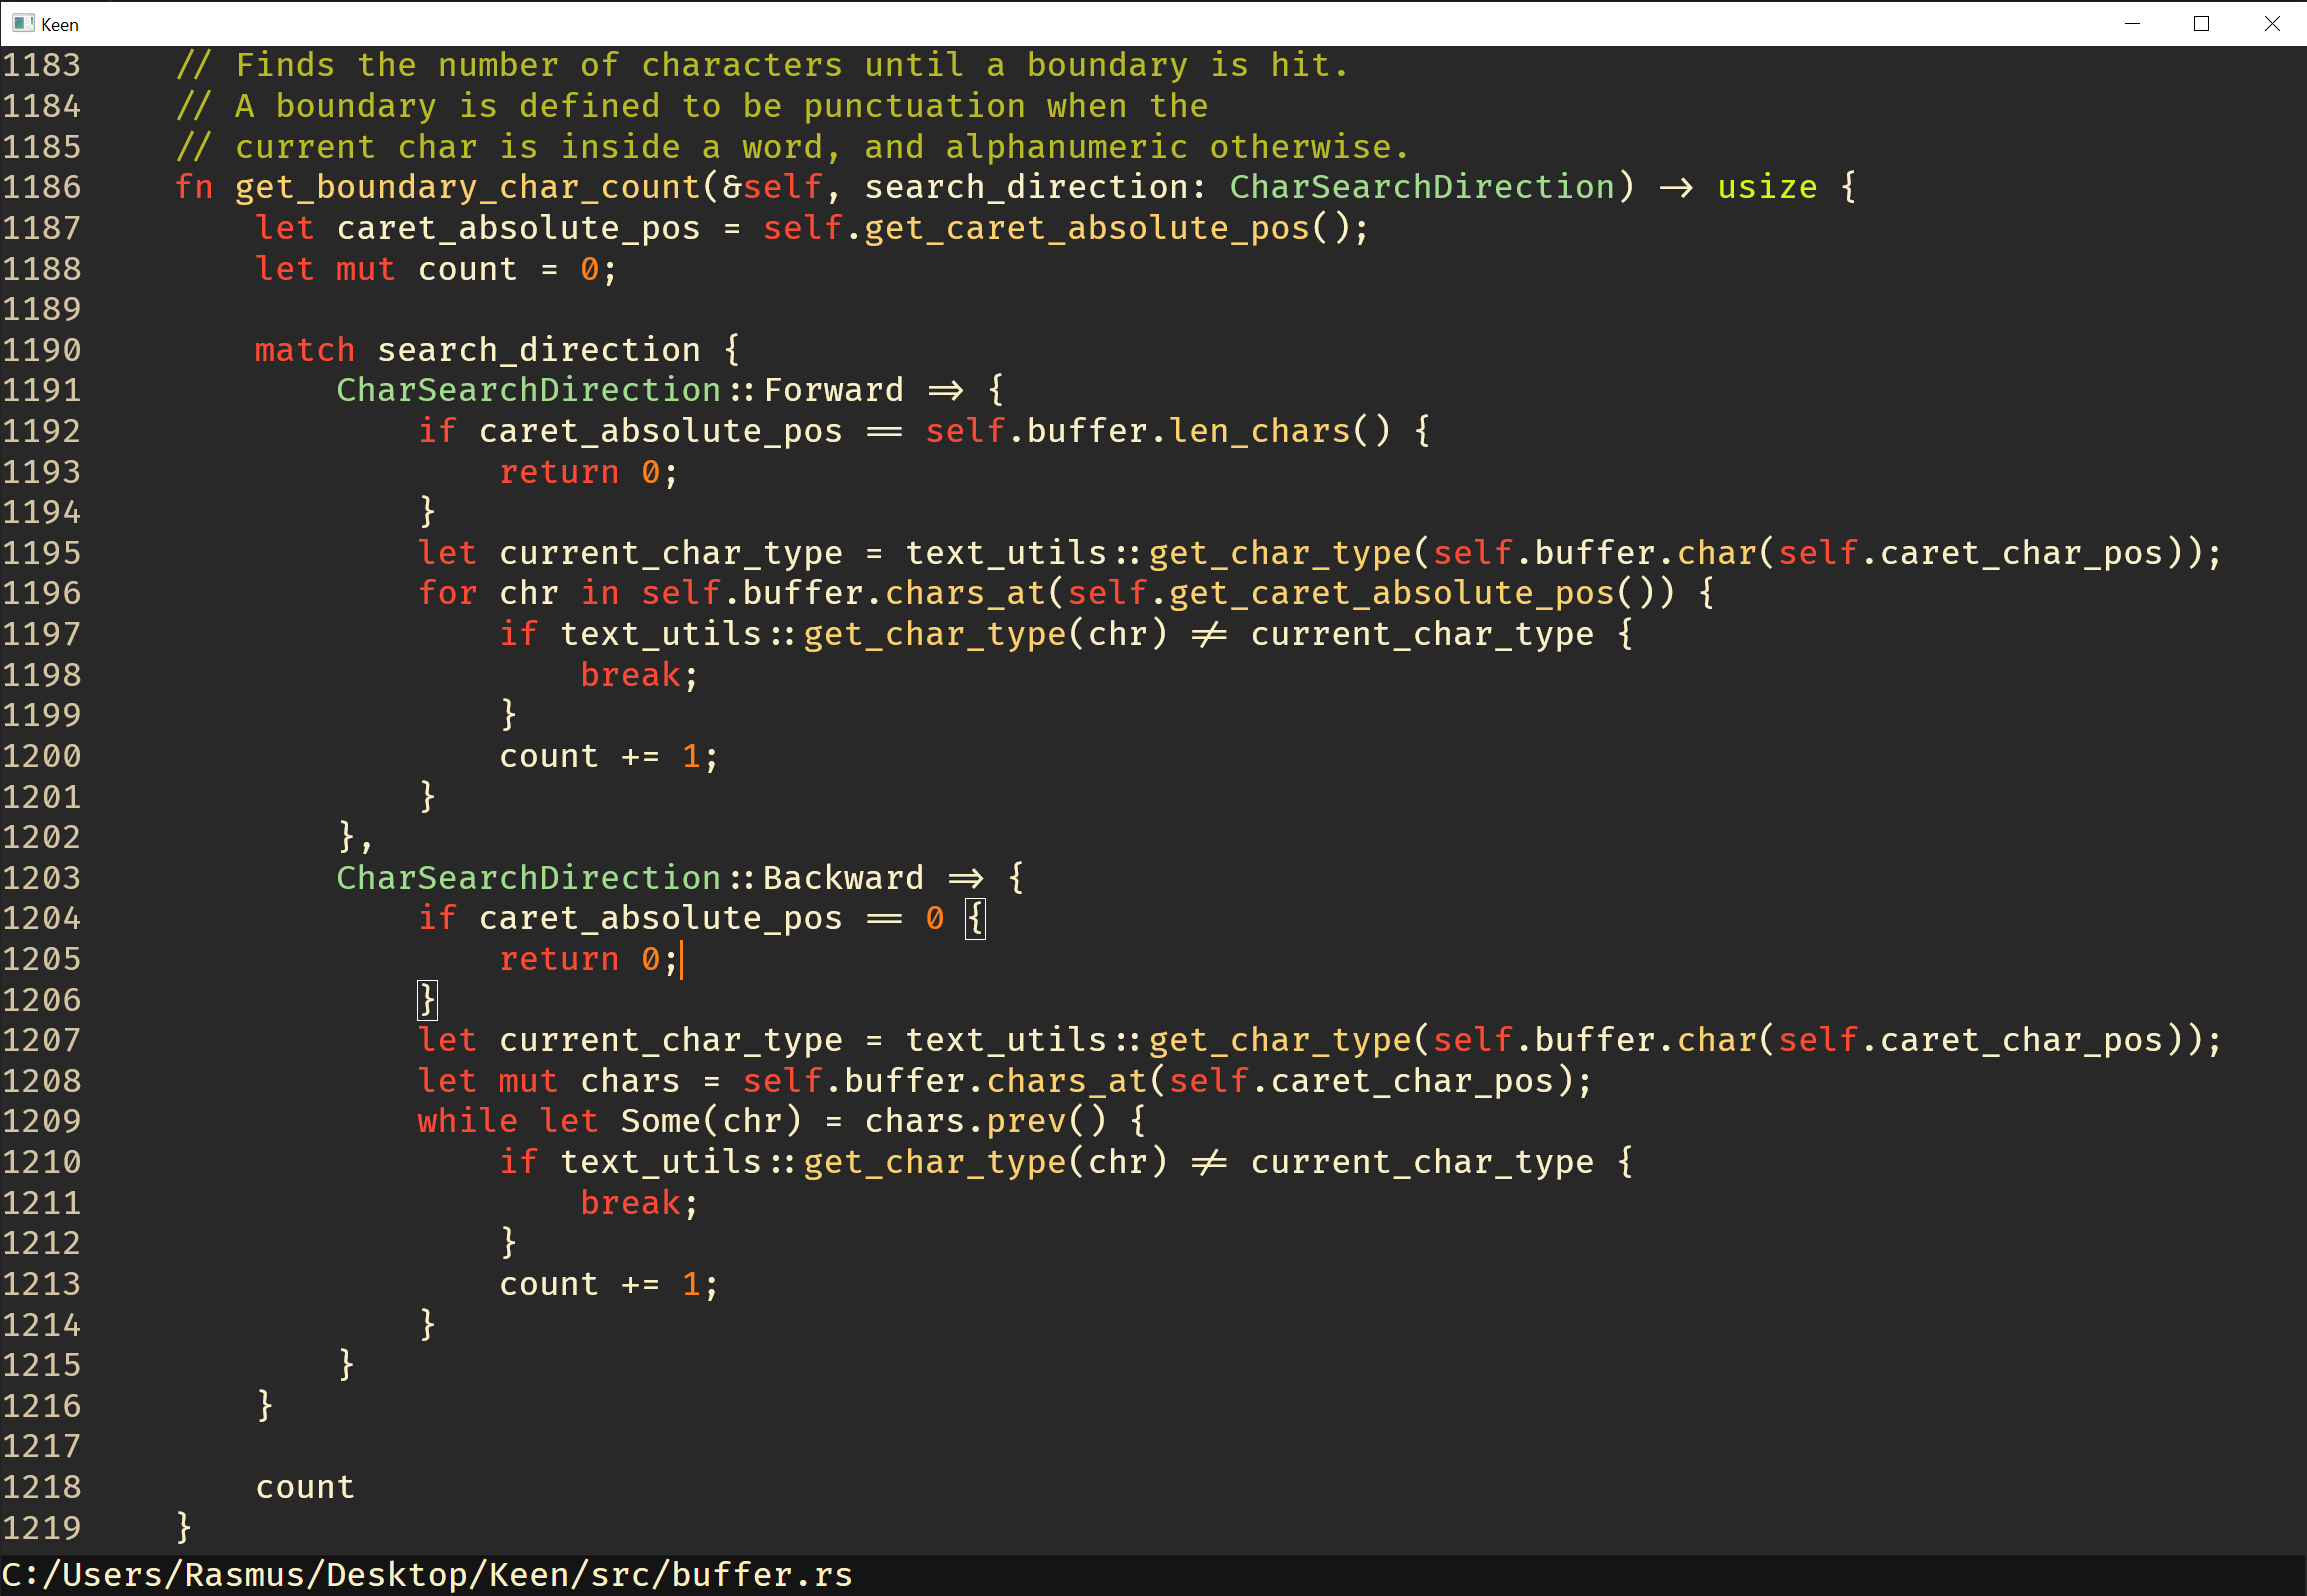 Keen
1183     // Finds the number of characters until a boundary is hit.
1184     // A boundary is defined to be punctuation when the
1185     // current char is inside a word, and alphanumeric otherwise.
1186     fn get_boundary_char_count(&self, search_direction: CharSearchDirection) -> usize {
1187         let caret_absolute_pos = self.get_caret_absolute_pos();
1188         let mut count = 0;
1189
1190         match search_direction {
1191             CharSearchDirection::Forward => {
1192                 if caret_absolute_pos == self.buffer.len_chars() {
1193                     return 0;
1194                 }
1195                 let current_char_type = text_utils::get_char_type(self.buffer.char(self.caret_char_pos));
1196                 for chr in self.buffer.chars_at(self.get_caret_absolute_pos()) {
1197                     if text_utils::get_char_type(chr) != current_char_type {
1198                         break;
1199                     }
1200                     count += 1;
1201                 }
1202             },
1203             CharSearchDirection::Backward => {
1204                 if caret_absolute_pos == 0 {
1205                     return 0;
1206                 }
1207                 let current_char_type = text_utils::get_char_type(self.buffer.char(self.caret_char_pos));
1208                 let mut chars = self.buffer.chars_at(self.caret_char_pos);
1209                 while let Some(chr) = chars.prev() {
1210                     if text_utils::get_char_type(chr) != current_char_type {
1211                         break;
1212                     }
1213                     count += 1;
1214                 }
1215             }
1216         }
1217
1218         count
1219     }
C:/Users/Rasmus/Desktop/Keen/src/buffer.rs